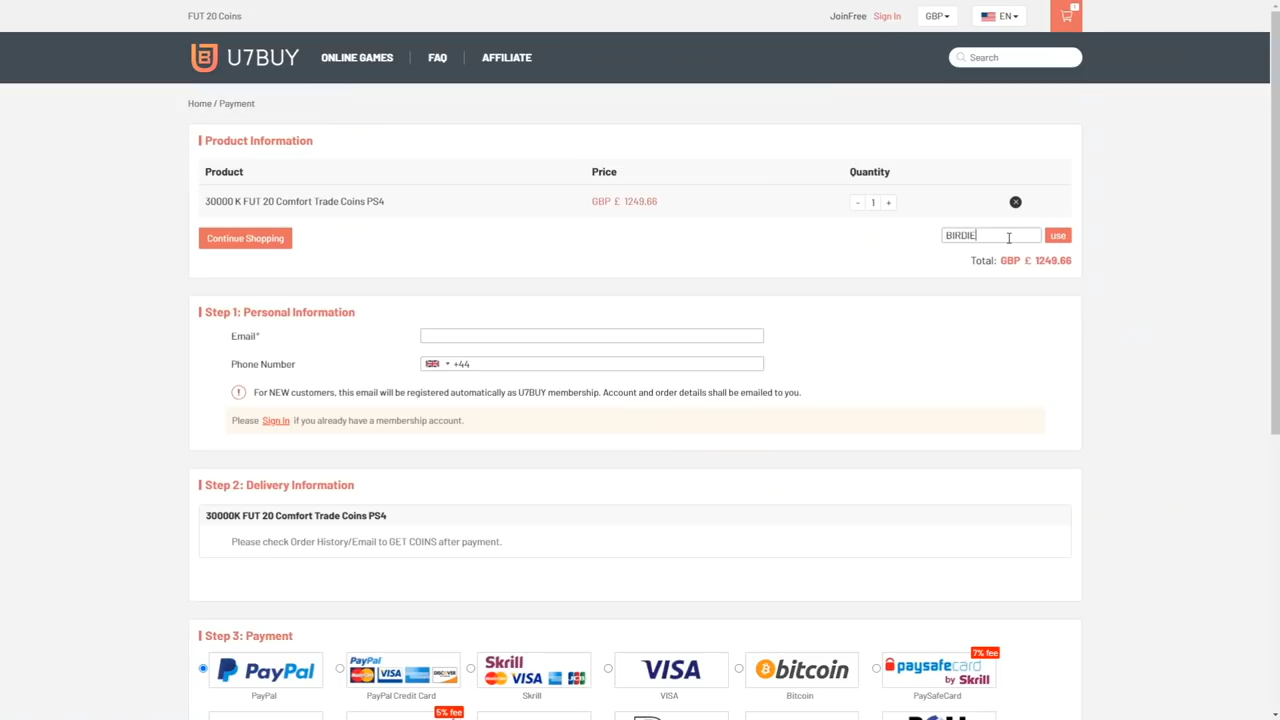 FUT 20 Coins
JoinFree Sign In GBP EN 1
U7BUY ONLINE GAMES FAQ AFFILIATE Search
Home / Payment
Product Information
Product Price Quantity
30000 K FUT 20 Comfort Trade Coins PS4 GBP £ 1249.66 - 1 +
Continue Shopping BIRDIE use
Total: GBP £ 1249.66
Step 1: Personal Information
Email*
Phone Number +44
! For NEW customers, this email will be registered automatically as U7BUY membership. Account and order details shall be emailed to you.
Please Sign In if you already have a membership account.
Step 2: Delivery Information
30000K FUT 20 Comfort Trade Coins PS4
Please check Order History/Email to GET COINS after payment.
Step 3: Payment
7% fee
PayPal PayPal VISA Skrill VISA VISA bitcoin paysafecard by Skrill
PayPal PayPal Credit Card Skrill VISA Bitcoin PaySafeCard
5% fee